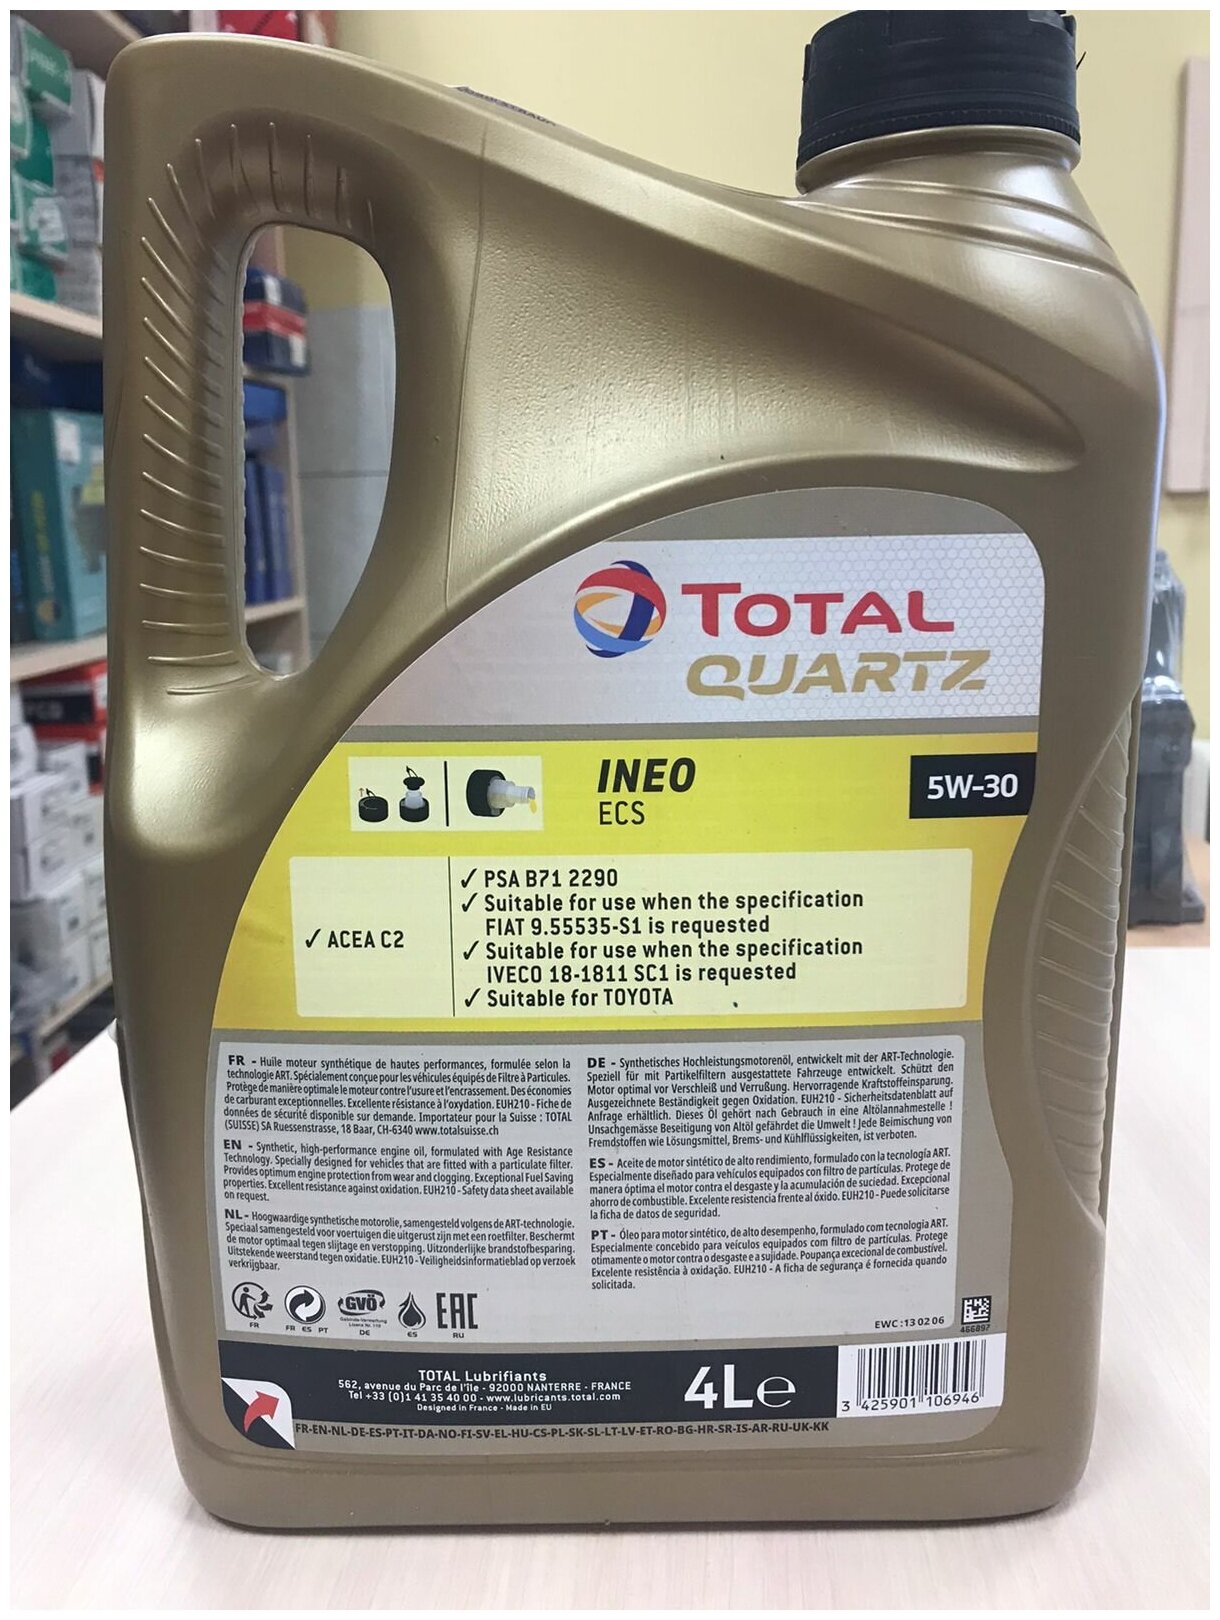 TOTAL
QUARTZ
INEO
ECS
5W-30
✓ ACEA C2
✓ PSA B71 2290
✓ Suitable for use when the specification
FIAT 9.55535-S1 is requested
✓ Suitable for use when the specification
IVECO 18-1811 SC1 is requested
✓ Suitable for TOYOTA
FR - Huile moteur synthétique de hautes performances, formulée selon la
technologie ART. Spécialement conçue pour les véhicules équipés de Filtre à Particules.
Protège de manière optimale le moteur contre l'usure et l'encrassement. Des économies
de carburant exceptionnelles. Excellente résistance à l'oxydation. EUH210 - Fiche de
données de sécurité disponible sur demande. Importateur pour la Suisse : TOTAL
(SUISSE) SA Ruessenstrasse, 18 Baar, CH-6340 www.totalsuisse.ch
EN - Synthetic, high-performance engine oil, formulated with Age Resistance
Technology. Specially designed for vehicles that are fitted with a particulate filter.
Provides optimum engine protection from wear and clogging. Exceptional Fuel Saving
properties. Excellent resistance against oxidation. EUH210 - Safety data sheet available
on request.
NL - Hoogwaardige synthetische motorolie, samengesteld volgens de ART-technologie.
Speciaal samengesteld voor voertuigen die uitgerust zijn met een roetfilter. Beschermt
de motor optimaal tegen slijtage en verstopping. Uitzonderlijke brandstofbesparing.
Uitstekende weerstand tegen oxidatie. EUH210 - Veiligheidsinformatieblad op verzoek
verkrijgbaar.
DE - Synthetisches Hochleistungsmotorenöl, entwickelt mit der ART-Technologie.
Speziell für mit Partikelfiltern ausgestattete Fahrzeuge entwickelt. Schützt den
Motor optimal vor Verschleiß und Verrußung. Hervorragende Kraftstoffeinsparung.
Ausgezeichnete Beständigkeit gegen Oxidation. EUH210 - Sicherheitsdatenblatt auf
Anfrage erhältlich. Dieses Öl gehört nach Gebrauch in eine Altölannahmestelle !
Unsachgemässe Beseitigung von Altöl gefährdet die Umwelt ! Jede Beimischung von
Fremdstoffen wie Lösungsmittel, Brems- und Kühlflüssigkeiten, ist verboten.
ES - Aceite de motor sintético de alto rendimiento, formulado con la tecnología ART.
Especialmente diseñado para vehículos equipados con filtro de partículas. Protege de
manera óptima el motor contra el desgaste y la acumulación de suciedad. Excepcional
ahorro de combustible. Excelente resistencia frente al óxido. EUH210 - Puede solicitarse
la ficha de datos de seguridad.
PT - Óleo para motor sintético, de alto desempenho, formulado com tecnologia ART.
Especialmente concebido para veículos equipados com filtro de partículas. Protege
otimamente o motor contra o desgaste e a sujidade. Poupança excecional de combustível.
Excelente resistência à oxidação. EUH210 - A ficha de segurança é fornecida quando
solicitada.
FR
FR ES PT
GVÖ
Gebinde-Verwertung
DE
ES
EAC
RU
EWC : 13 02 06
466897
TOTAL Lubrifiants
562, avenue du Parc de l'île - 92000 NANTERRE - FRANCE
Tel +33 (0)1 41 35 40 00 - www.lubricants.total.com
Designed in France - Made in EU
4L℮
3 425901 106946
FR-EN-NL-DE-ES-PT-IT-DA-NO-FI-SV-EL-HU-CS-PL-SK-SL-LT-LV-ET-RO-BG-HR-SR-IS-AR-RU-UK-KK